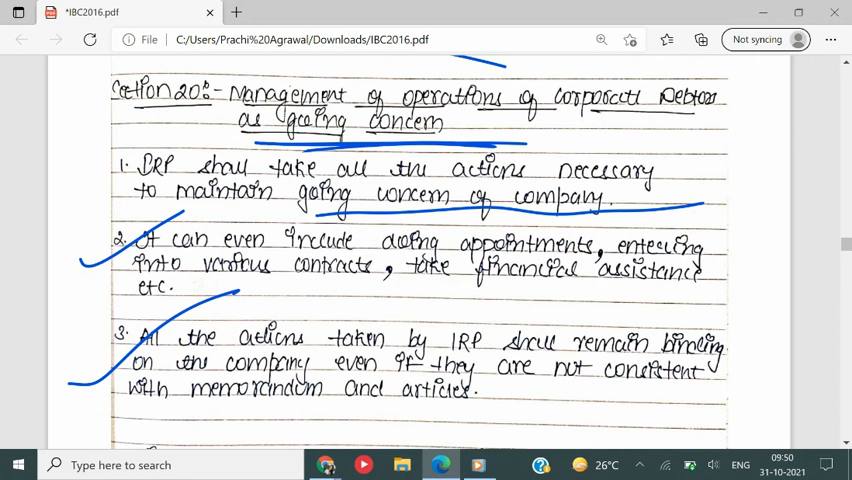 *IBC2016.pdf
File
C:/Users/Prachi%20Agrawal/Downloads/IBC2016.pdf
Not syncing
Section 20:- Management of operations of corporate Debtor
as going concern
1. IRP shall take all the actions necessary
to maintain going concern of company.
2. It can even include doing appointments, entering
into various contracts, take financial assistance
etc.
3. All the actions taken by IRP shall remain binding
on the company even if they are not consistent
with memorandum and articles.
Type here to search
26°C
ENG
09:50
31-10-2021